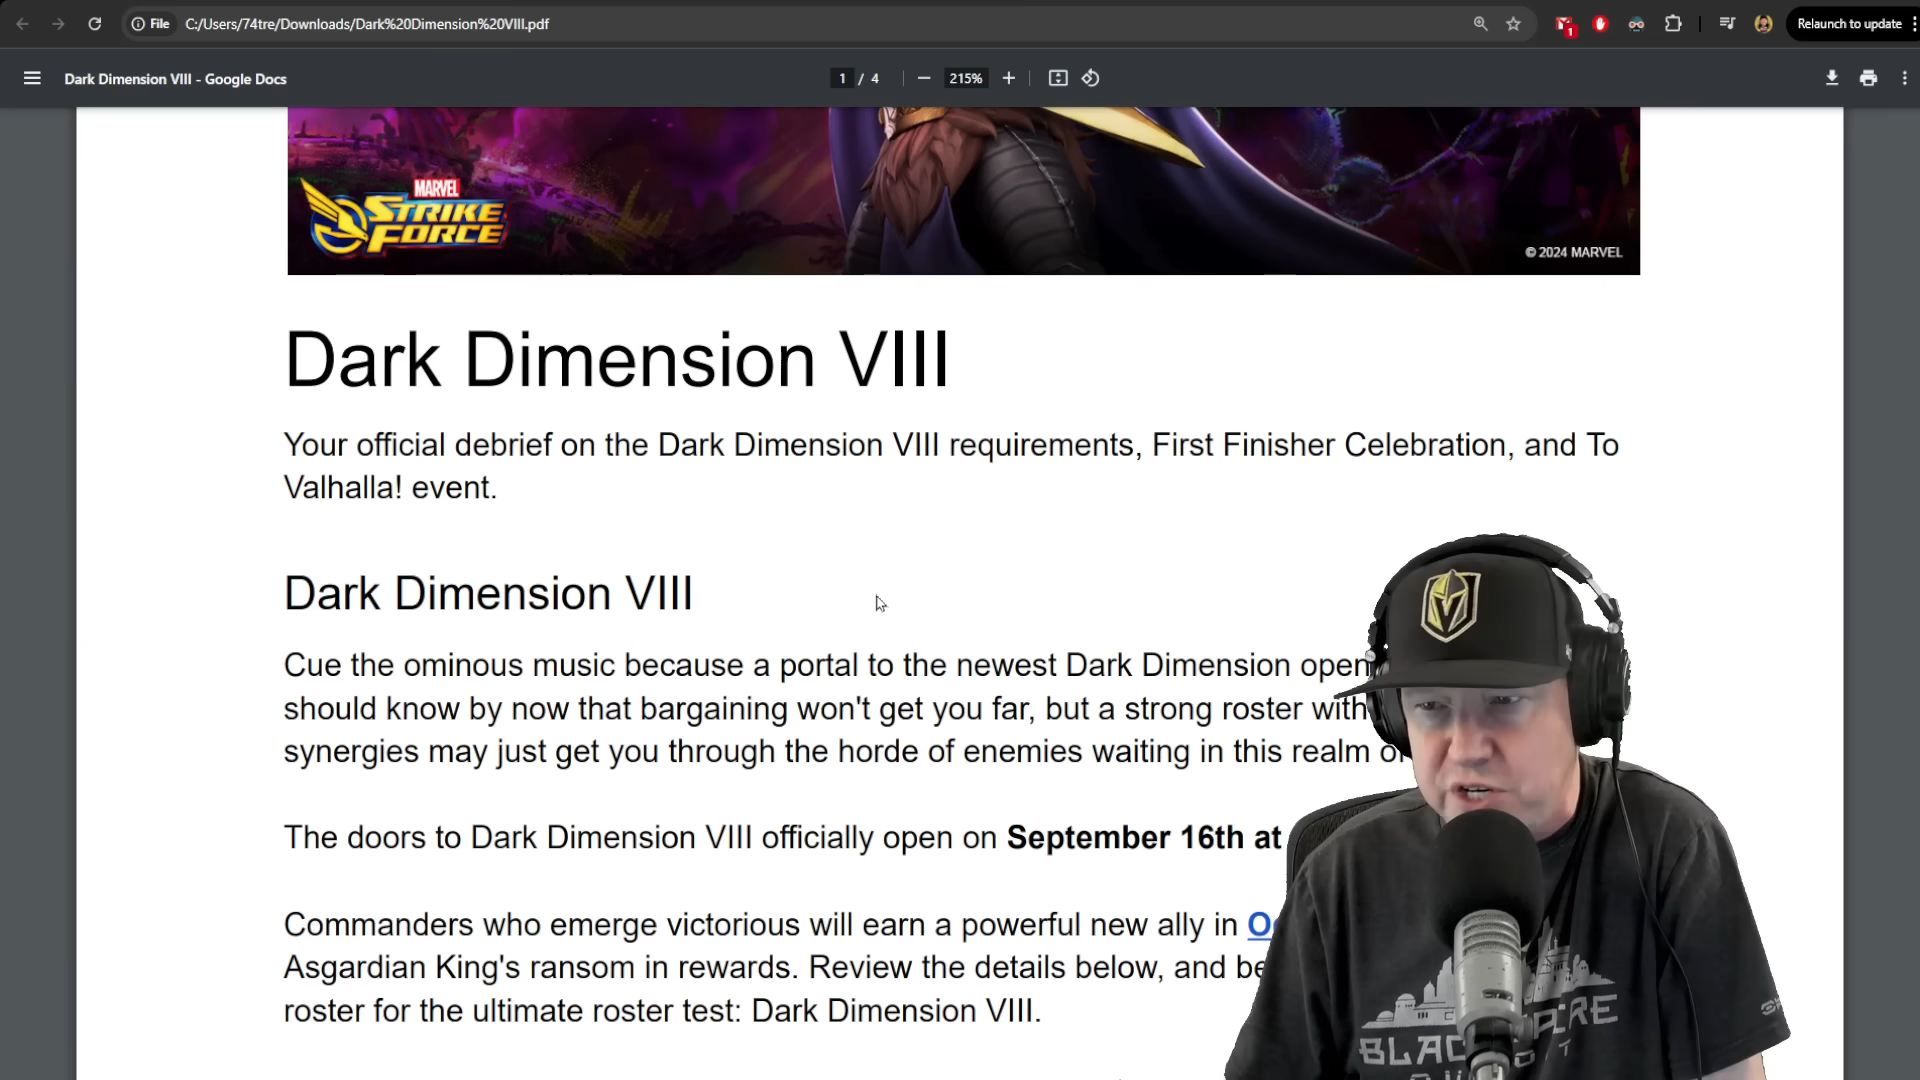 File C:/Users/74tre/Downloads/Dark%20Dimension%20VIII.pdf
1
Relaunch to update
Dark Dimension VIII - Google Docs
1 / 4
215%
MARVEL
STRIKE
FORCE
© 2024 MARVEL
Dark Dimension VIII
Your official debrief on the Dark Dimension VIII requirements, First Finisher Celebration, and To
Valhalla! event.
Dark Dimension VIII
Cue the ominous music because a portal to the newest Dark Dimension open
should know by now that bargaining won't get you far, but a strong roster with
synergies may just get you through the horde of enemies waiting in this realm
The doors to Dark Dimension VIII officially open on September 16th at
Commanders who emerge victorious will earn a powerful new ally in
Asgardian King's ransom in rewards. Review the details below, and
roster for the ultimate roster test: Dark Dimension VIII.